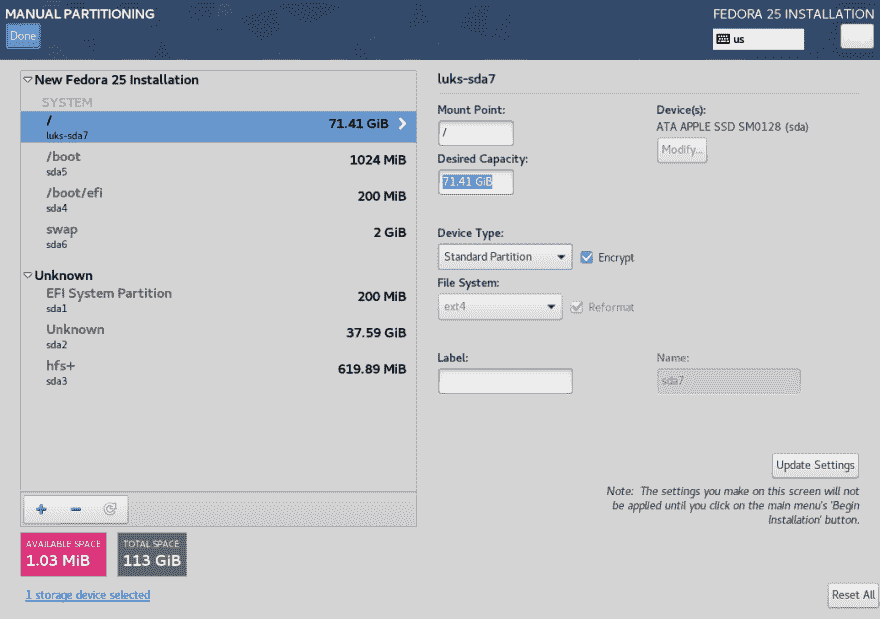 MANUAL PARTITIONING
FEDORA 25 INSTALLATION
Done
us
New Fedora 25 Installation
SYSTEM
/
luks-sda7
71.41 GiB
/boot
sda5
1024 MiB
/boot/efi
sda4
200 MiB
swap
sda6
2 GiB
Unknown
EFI System Partition
sda1
200 MiB
Unknown
sda2
37.59 GiB
hfs+
sda3
619.89 MiB
AVAILABLE SPACE
1.03 MiB
TOTAL SPACE
113 GiB
1 storage device selected
luks-sda7
Mount Point:
/
Device(s):
ATA APPLE SSD SM0128 (sda)
Modify...
Desired Capacity:
71.41 GiB
Device Type:
Standard Partition
Encrypt
File System:
ext4
Reformat
Label:
Name:
sda7
Update Settings
Note: The settings you make on this screen will not
be applied until you click on the main menu's 'Begin
Installation' button.
Reset All